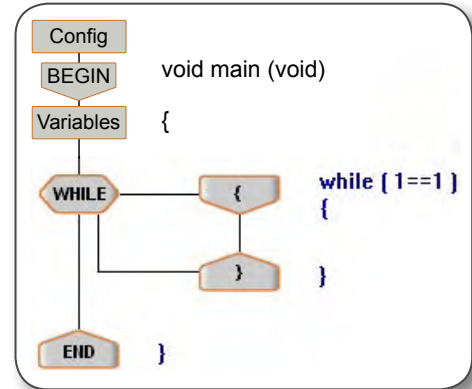 Config
BEGIN void main (void)
Variables {
WHILE { while ( 1==1 )
{
} }
END }